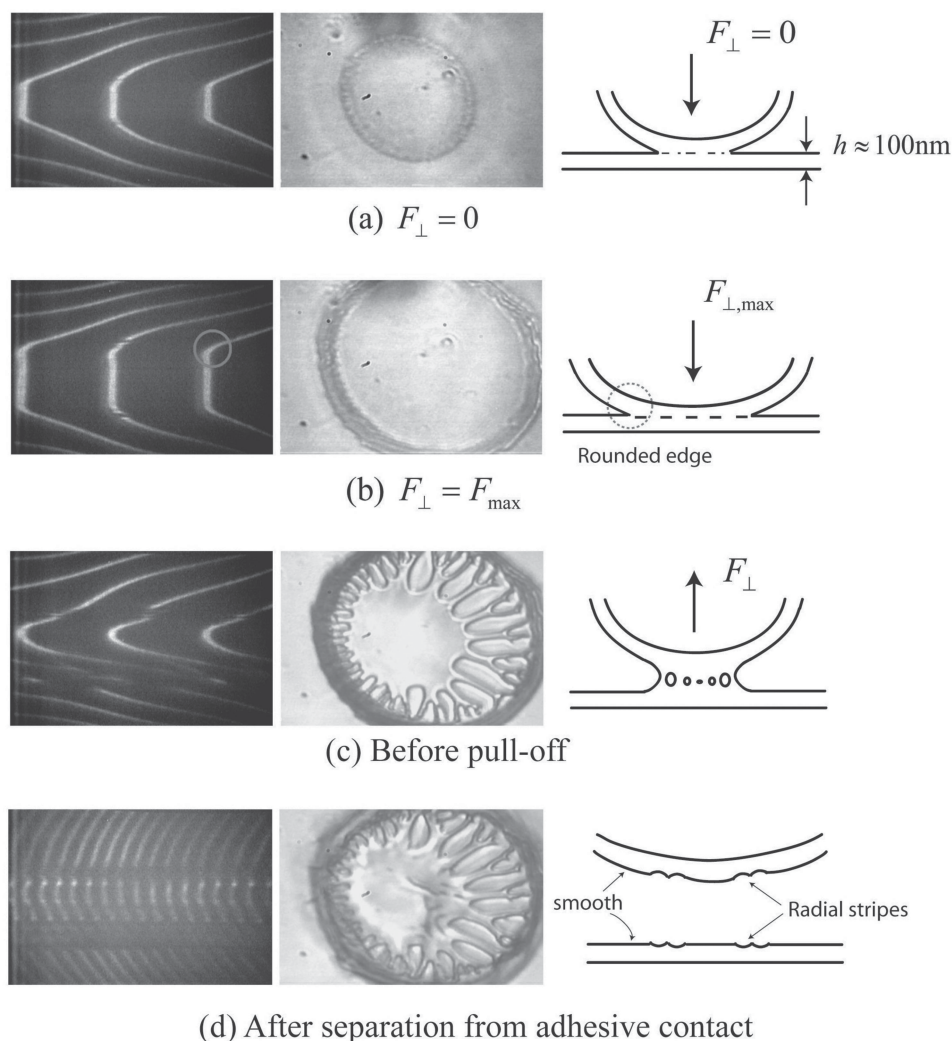 F⊥ = 0
h ≈ 100nm
(a) F⊥ = 0
F⊥,max
Rounded edge
(b) F⊥ = Fmax
F⊥
(c) Before pull-off
smooth
Radial stripes
(d) After separation from adhesive contact